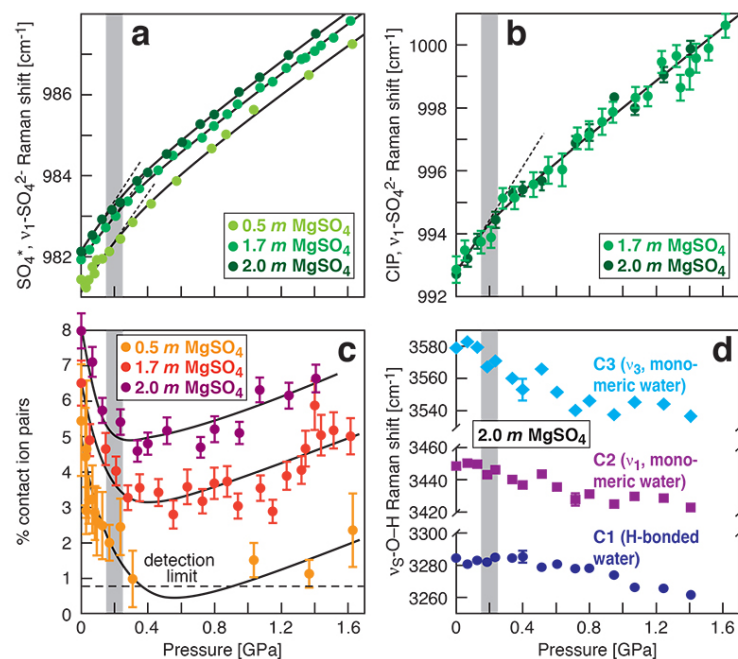 a
SO₄*, ν₁-SO₄²⁻ Raman shift [cm⁻¹]
986
984
982
0.5 m MgSO₄
1.7 m MgSO₄
2.0 m MgSO₄
b
CIP, ν₁-SO₄²⁻ Raman shift [cm⁻¹]
1000
998
996
994
992
1.7 m MgSO₄
2.0 m MgSO₄
c
% contact ion pairs
8
7
6
5
4
3
2
1
0
0.5 m MgSO₄
1.7 m MgSO₄
2.0 m MgSO₄
detection
limit
0 0.4 0.8 1.2 1.6
Pressure [GPa]
d
νS-O–H Raman shift [cm⁻¹]
3580
3560
3540
3460
3440
3420
3300
3280
3260
C3 (ν₃, mono-
meric water)
2.0 m MgSO₄
C2 (ν₁, mono-
meric water)
C1 (H-bonded
water)
0 0.4 0.8 1.2 1.6
Pressure [GPa]